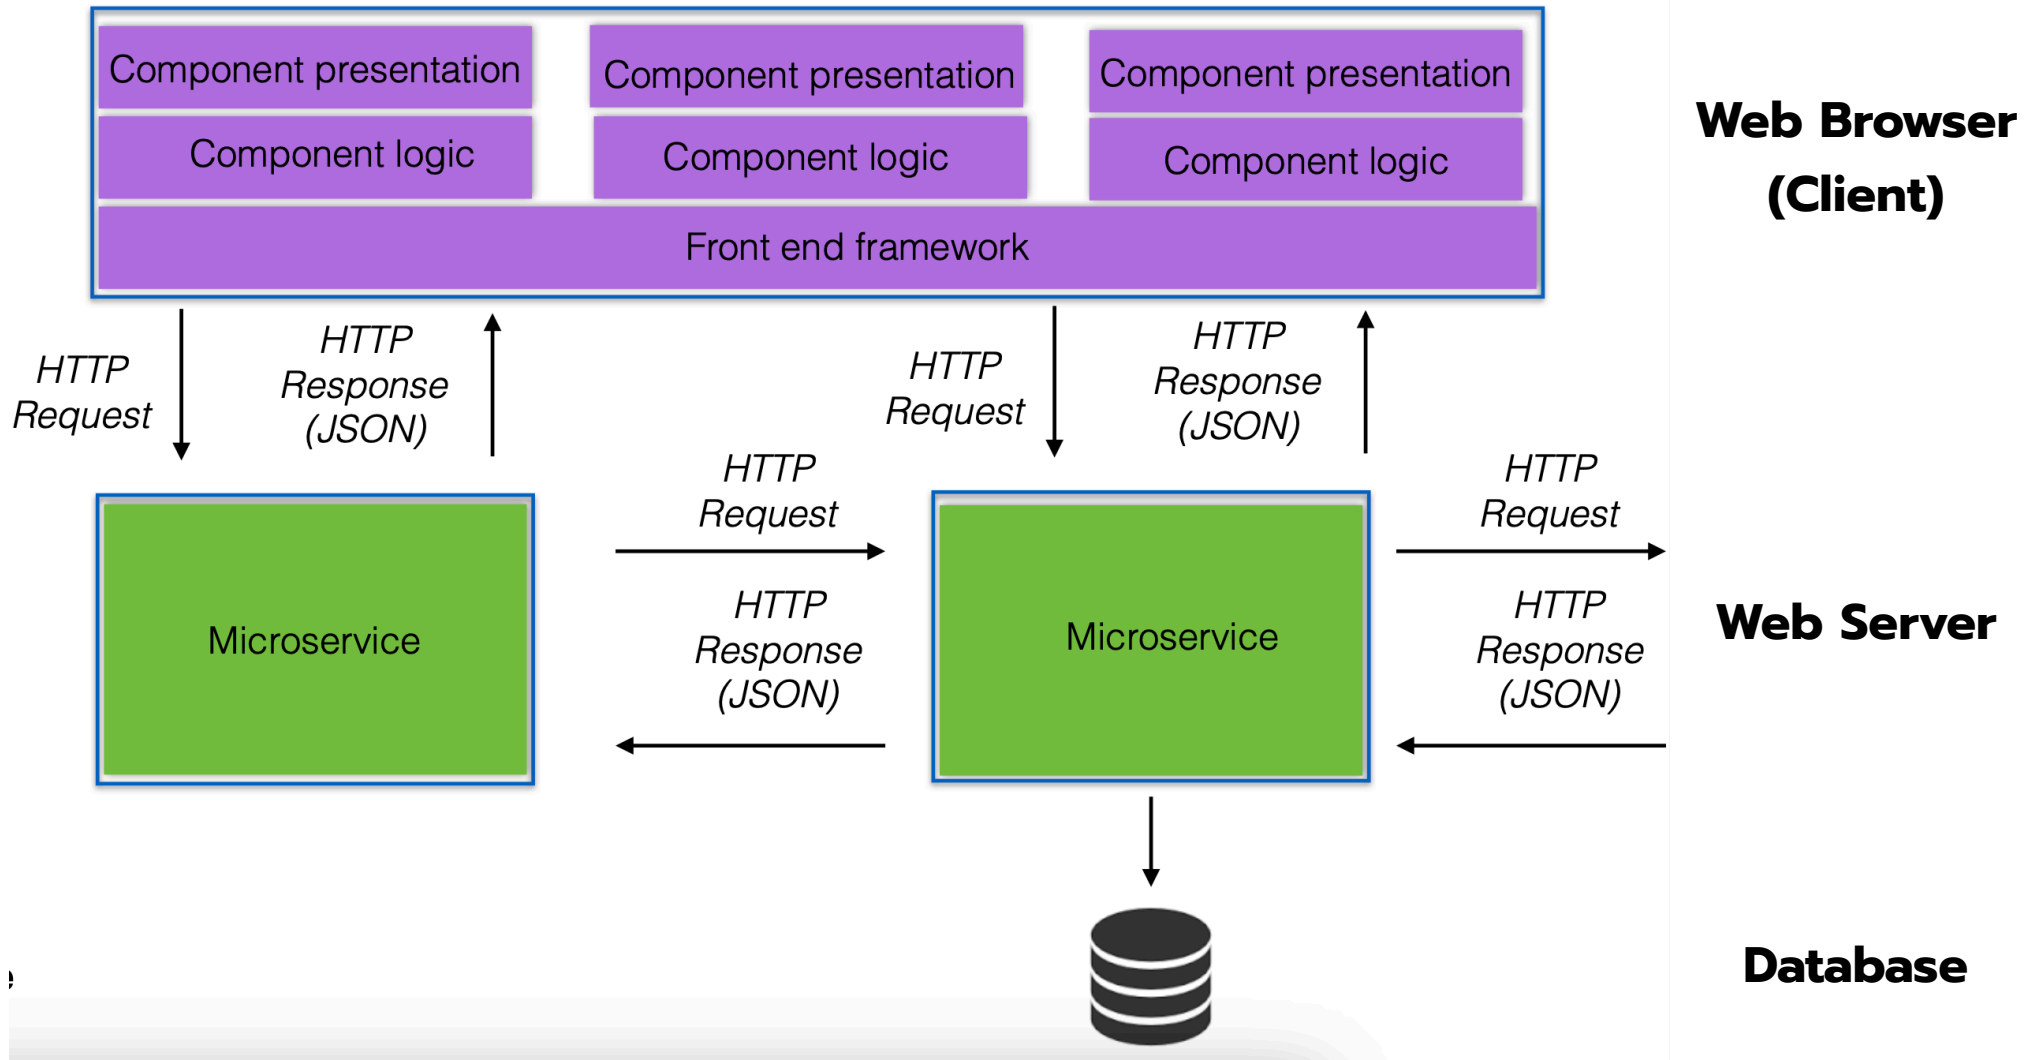 Component presentation
Component presentation
Component presentation
Component logic
Component logic
Component logic
Front end framework
Web Browser
(Client)
HTTP
Request
HTTP
Response
(JSON)
HTTP
Request
HTTP
Response
(JSON)
HTTP
Request
HTTP
Response
(JSON)
HTTP
Request
HTTP
Response
(JSON)
Microservice
Microservice
Web Server
Database